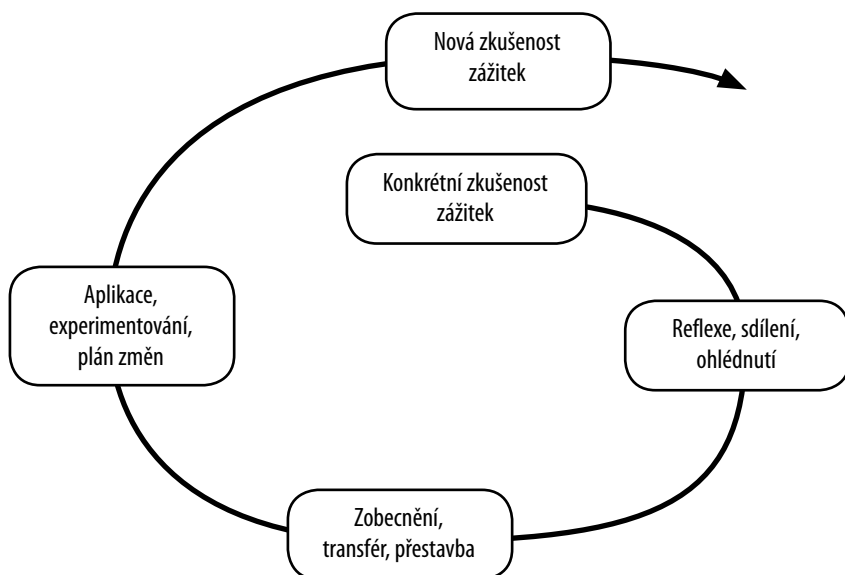 Nová zkušenost
zážitek
Konkrétní zkušenost
zážitek
Aplikace,
experimentování,
plán změn
Reflexe, sdílení,
ohlédnutí
Zobecnění,
transfér, přestavba